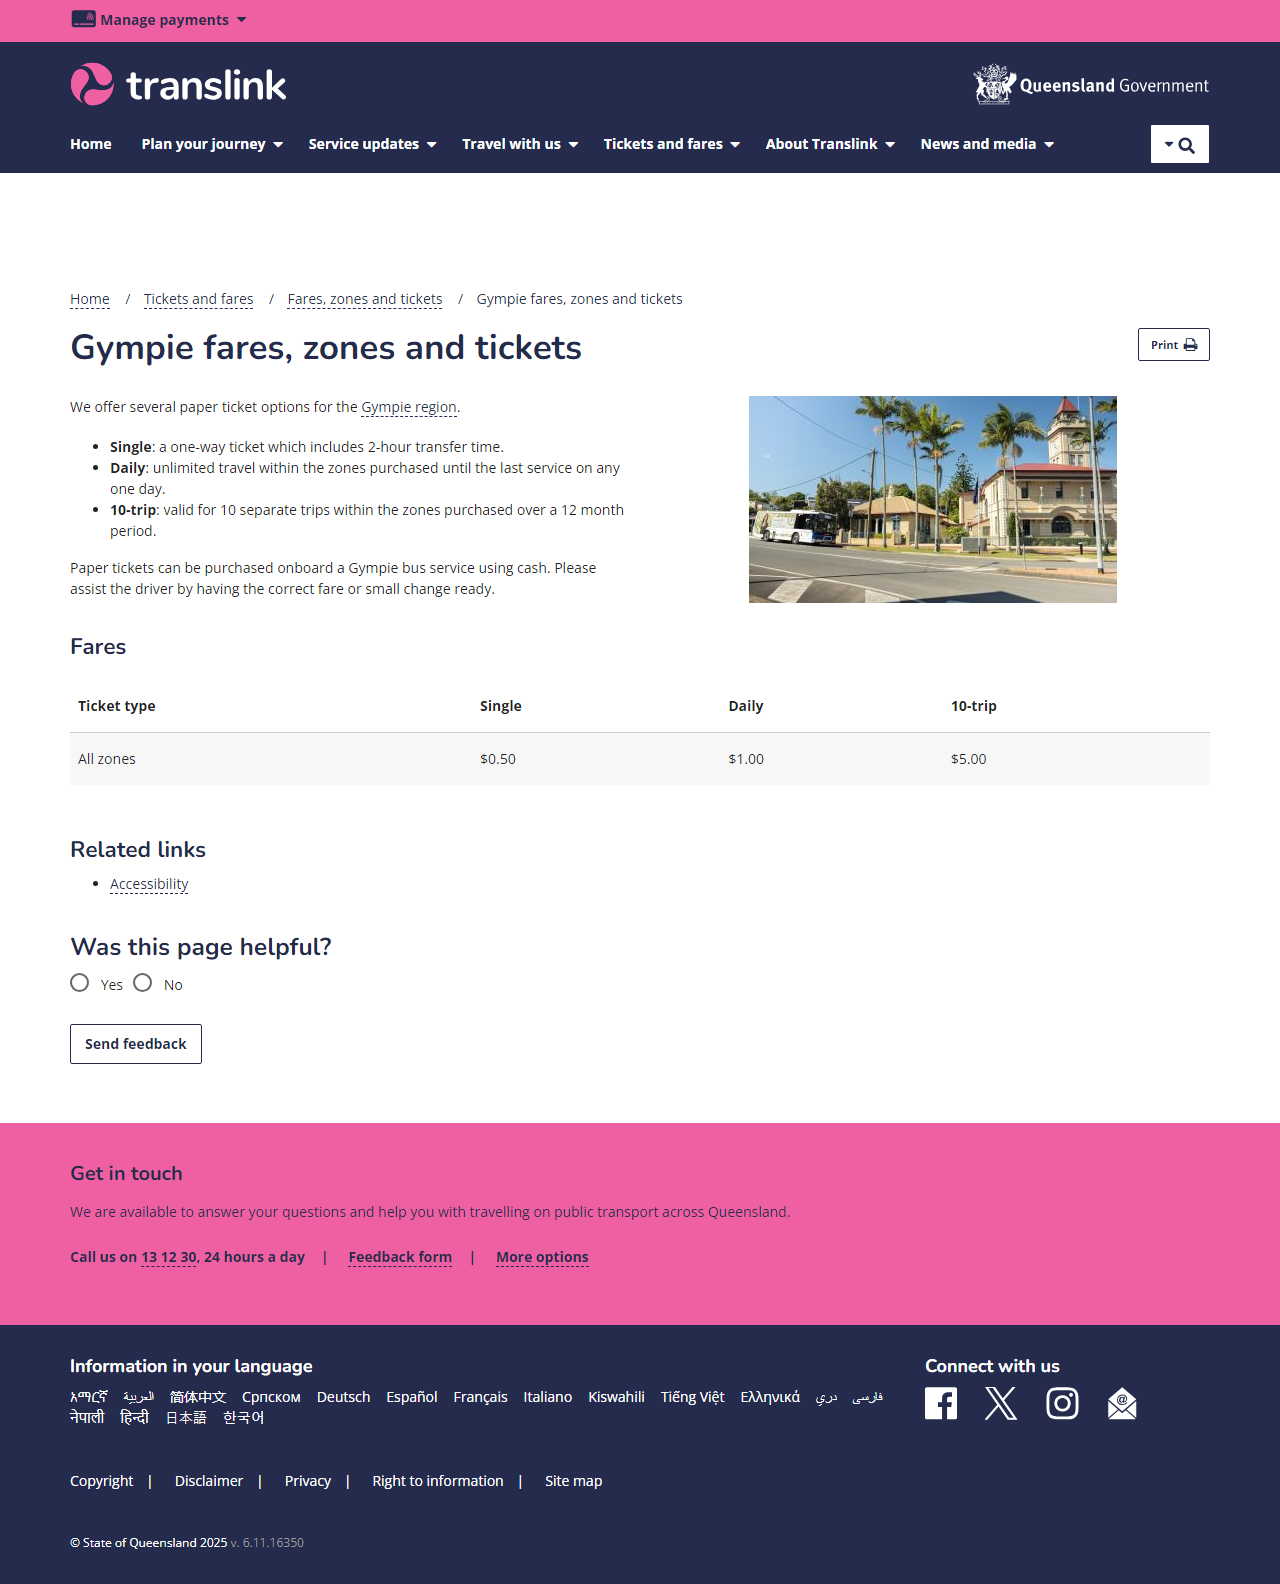 Manage payments
translink
Queensland Government
Home Plan your journey Service updates Travel with us Tickets and fares About Translink News and media
Home / Tickets and fares / Fares, zones and tickets / Gympie fares, zones and tickets
Gympie fares, zones and tickets
Print
We offer several paper ticket options for the Gympie region.
Single: a one-way ticket which includes 2-hour transfer time.
Daily: unlimited travel within the zones purchased until the last service on any
one day.
10-trip: valid for 10 separate trips within the zones purchased over a 12 month
period.
Paper tickets can be purchased onboard a Gympie bus service using cash. Please
assist the driver by having the correct fare or small change ready.
Fares
Ticket type Single Daily 10-trip
All zones $0.50 $1.00 $5.00
Related links
Accessibility
Was this page helpful?
Yes No
Send feedback
Get in touch
We are available to answer your questions and help you with travelling on public transport across Queensland.
Call us on 13 12 30, 24 hours a day | Feedback form | More options
Information in your language
አማርኛ العربية 简体中文 Српском Deutsch Español Français Italiano Kiswahili Tiếng Việt Ελληνικά دري فارسی
नेपाली हिन्दी 日本語 한국어
Connect with us
Copyright | Disclaimer | Privacy | Right to information | Site map
© State of Queensland 2025 v. 6.11.16350